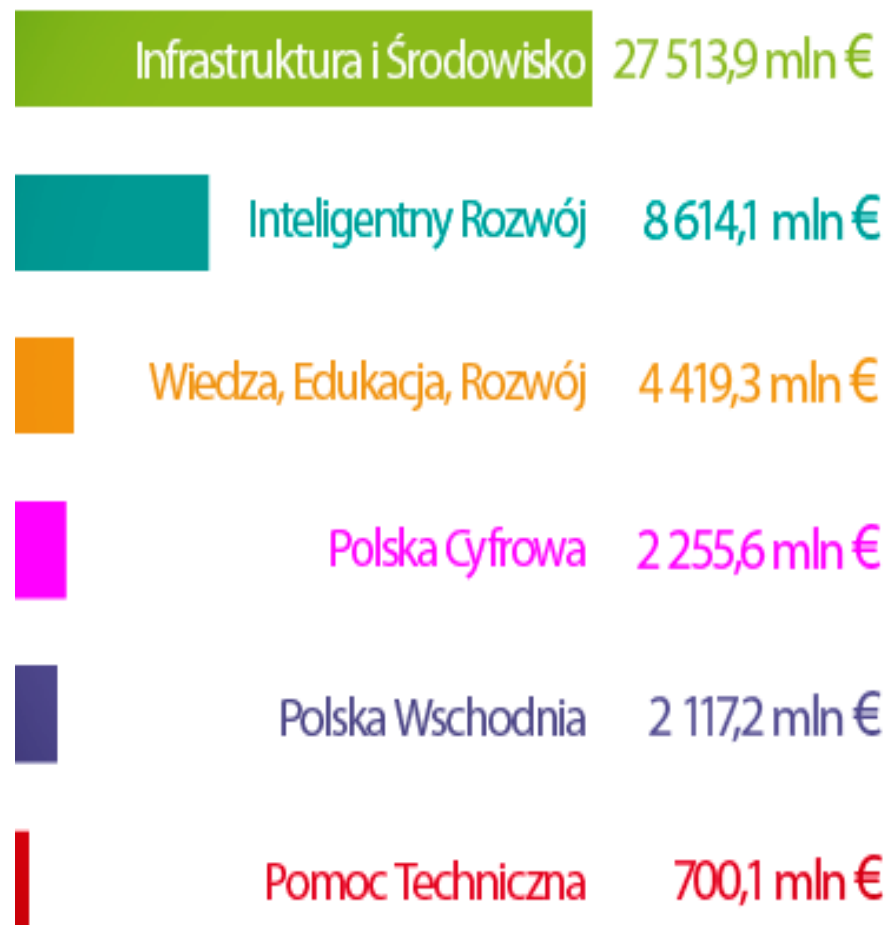 Infrastruktura i Środowisko 27 513,9 mln €
Inteligentny Rozwój 8 614,1 mln €
Wiedza, Edukacja, Rozwój 4 419,3 mln €
Polska Cyfrowa 2 255,6 mln €
Polska Wschodnia 2 117,2 mln €
Pomoc Techniczna 700,1 mln €